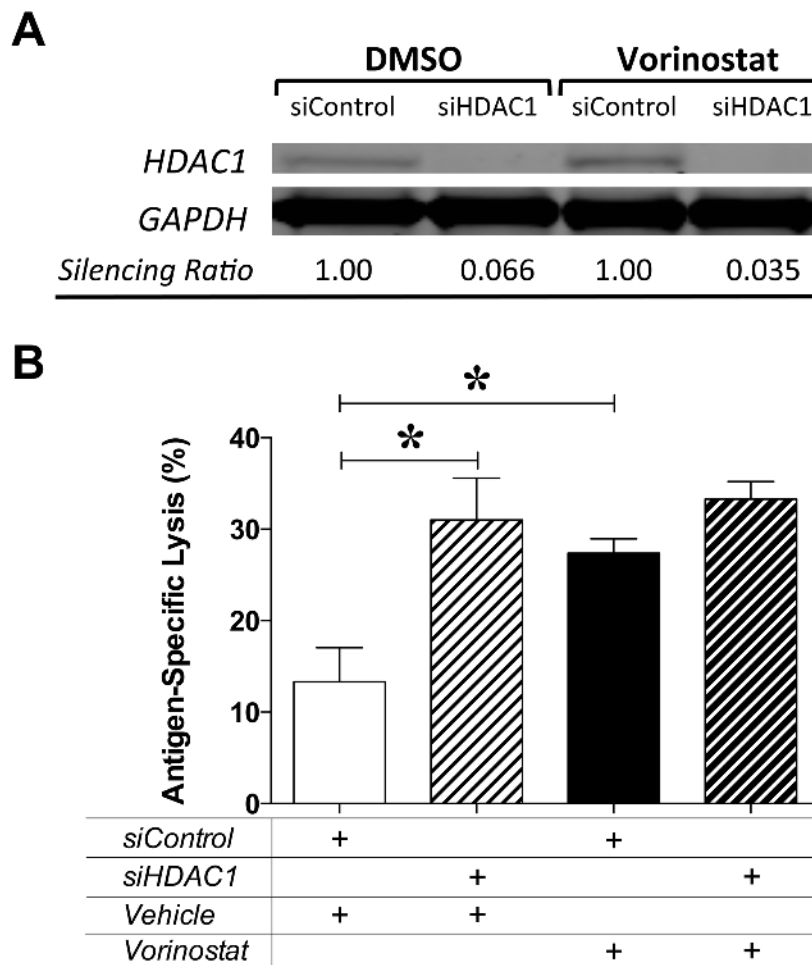 A
DMSO Vorinostat
siControl siHDAC1 siControl siHDAC1
HDAC1
GAPDH
Silencing Ratio 1.00 0.066 1.00 0.035
B
*
*
Antigen-Specific Lysis (%)
40
30
20
10
0
siControl + +
siHDAC1 + +
Vehicle + +
Vorinostat + +